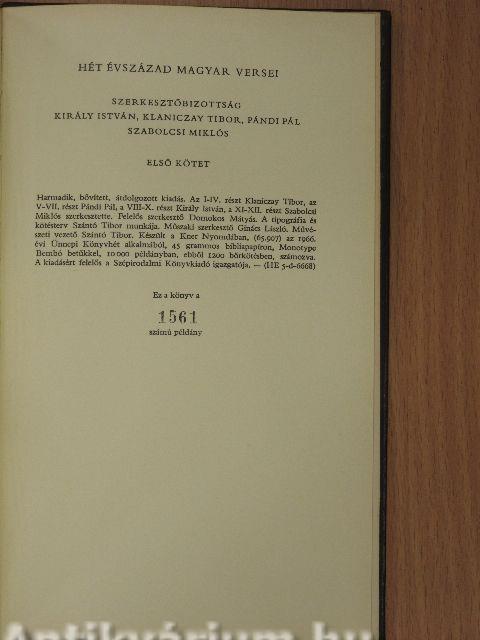 HÉT ÉVSZÁZAD MAGYAR VERSEI
SZERKESZTŐBIZOTTSÁG
KIRÁLY ISTVÁN, KLANICZAY TIBOR, PÁNDI PÁL
SZABOLCSI MIKLÓS
ELSŐ KÖTET
Harmadik, bővített, átdolgozott kiadás. Az I-IV. részt Klaniczay Tibor, az
V-VII. részt Pándi Pál, a VIII-X. részt Király István, a XI-XII. részt Szabolcsi
Miklós szerkesztette. Felelős szerkesztő Domokos Mátyás. A tipográfia és
kötésterv Szántó Tibor munkája. Műszaki szerkesztő Ginács László. Művé-
szeti vezető Szántó Tibor. Készült a Kner Nyomdában, (65.907) az 1966.
évi Ünnepi Könyvhét alkalmából, 45 grammos bibliapapíron, Monotype
Bembó betűkkel, 10 000 példányban, ebből 1200 bőrkötésben, számozva.
A kiadásért felelős a Szépirodalmi Könyvkiadó igazgatója. — (HE 5-d-6668)
Ez a könyv a
1561
számú példány
Antikvárium.hu